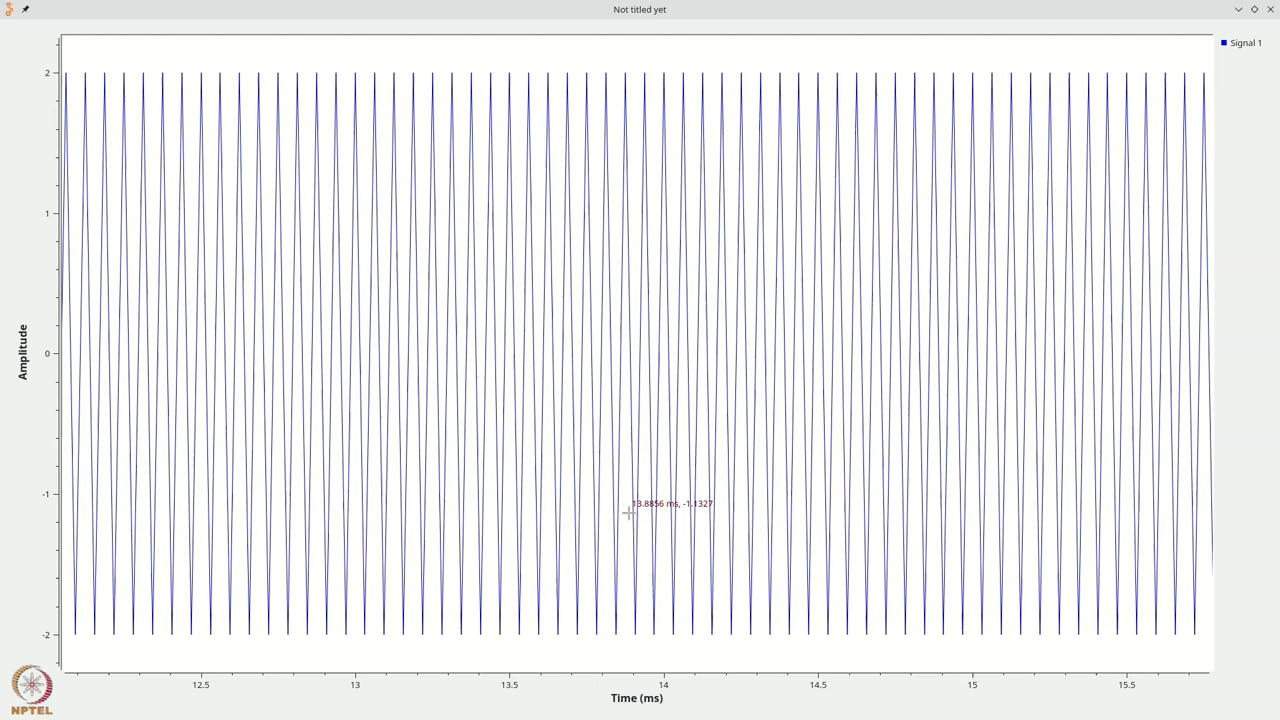 Not titled yet
Signal 1
2
1
0
-1
-2
Amplitude
13.8856 ms, -1.1327
12.5
13
13.5
14
14.5
15
15.5
Time (ms)
NPTEL